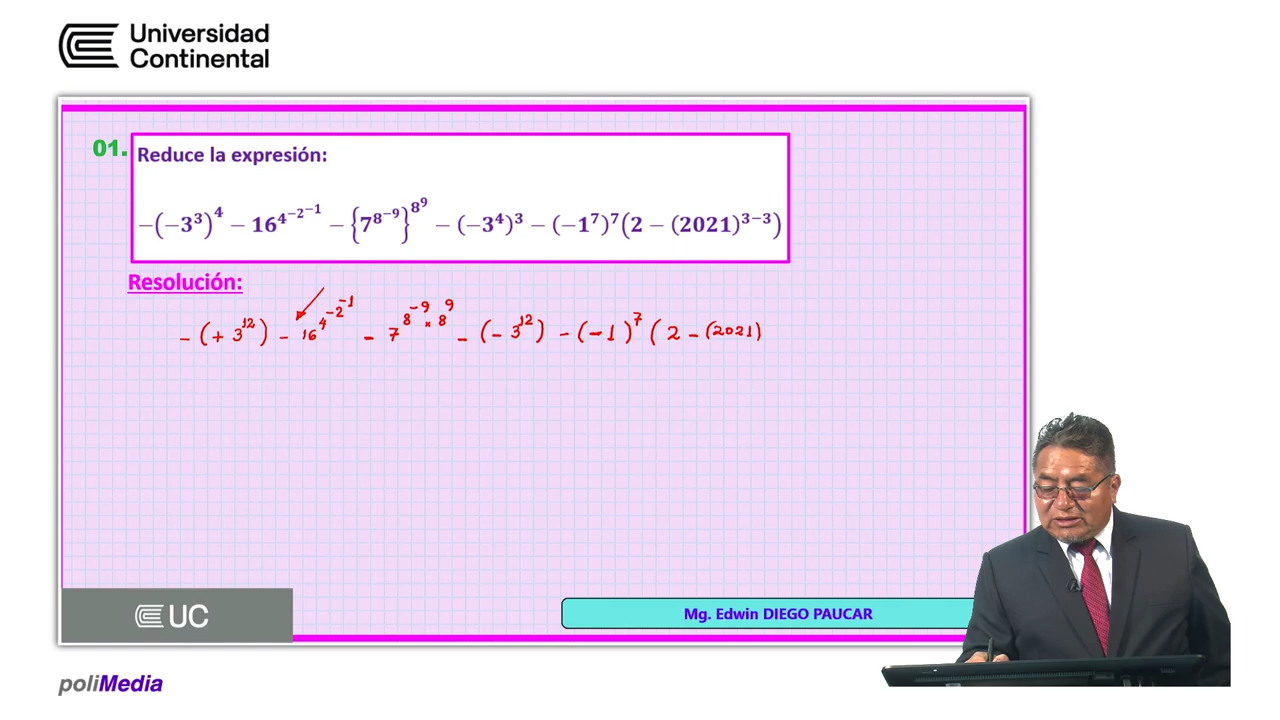 Universidad
Continental
01.
Reduce la expresión:
−(−3³)⁴ − 16^{4^{−2^{−1}}} − {7^{8^{−9}}}^{8^{9}} − (−3⁴)³ − (−1⁷)⁷(2 − (2021)^{3−3})
Resolución:
− (+ 3¹²) − 16^{4^{−2^{−1}}} − 7^{8^{−9} × 8^{9}} − (− 3¹²) − (−1)⁷ (2 − (2021)
UC
Mg. Edwin DIEGO PAUCAR
poliMedia